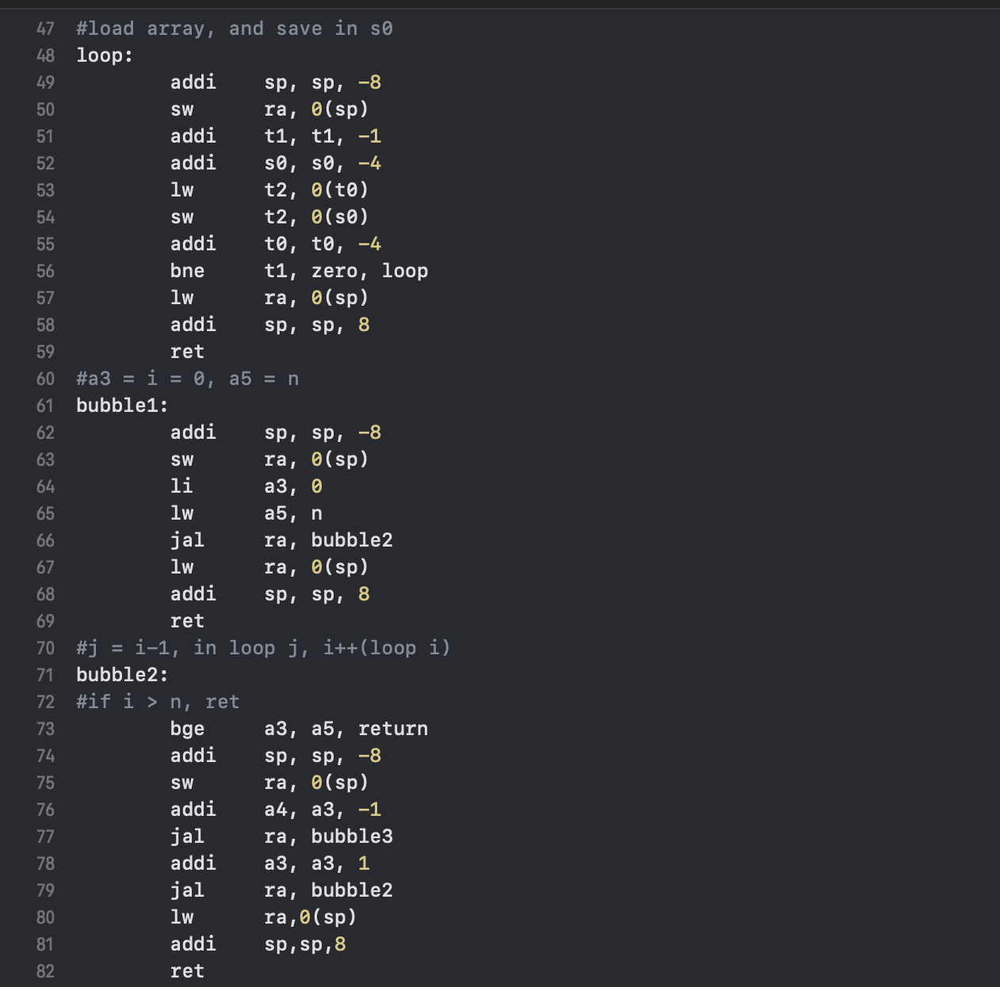 47 #load array, and save in s0
48 loop:
49 addi sp, sp, -8
50 sw ra, 0(sp)
51 addi t1, t1, -1
52 addi s0, s0, -4
53 lw t2, 0(t0)
54 sw t2, 0(s0)
55 addi t0, t0, -4
56 bne t1, zero, loop
57 lw ra, 0(sp)
58 addi sp, sp, 8
59 ret
60 #a3 = i = 0, a5 = n
61 bubble1:
62 addi sp, sp, -8
63 sw ra, 0(sp)
64 li a3, 0
65 lw a5, n
66 jal ra, bubble2
67 lw ra, 0(sp)
68 addi sp, sp, 8
69 ret
70 #j = i-1, in loop j, i++(loop i)
71 bubble2:
72 #if i > n, ret
73 bge a3, a5, return
74 addi sp, sp, -8
75 sw ra, 0(sp)
76 addi a4, a3, -1
77 jal ra, bubble3
78 addi a3, a3, 1
79 jal ra, bubble2
80 lw ra,0(sp)
81 addi sp,sp,8
82 ret